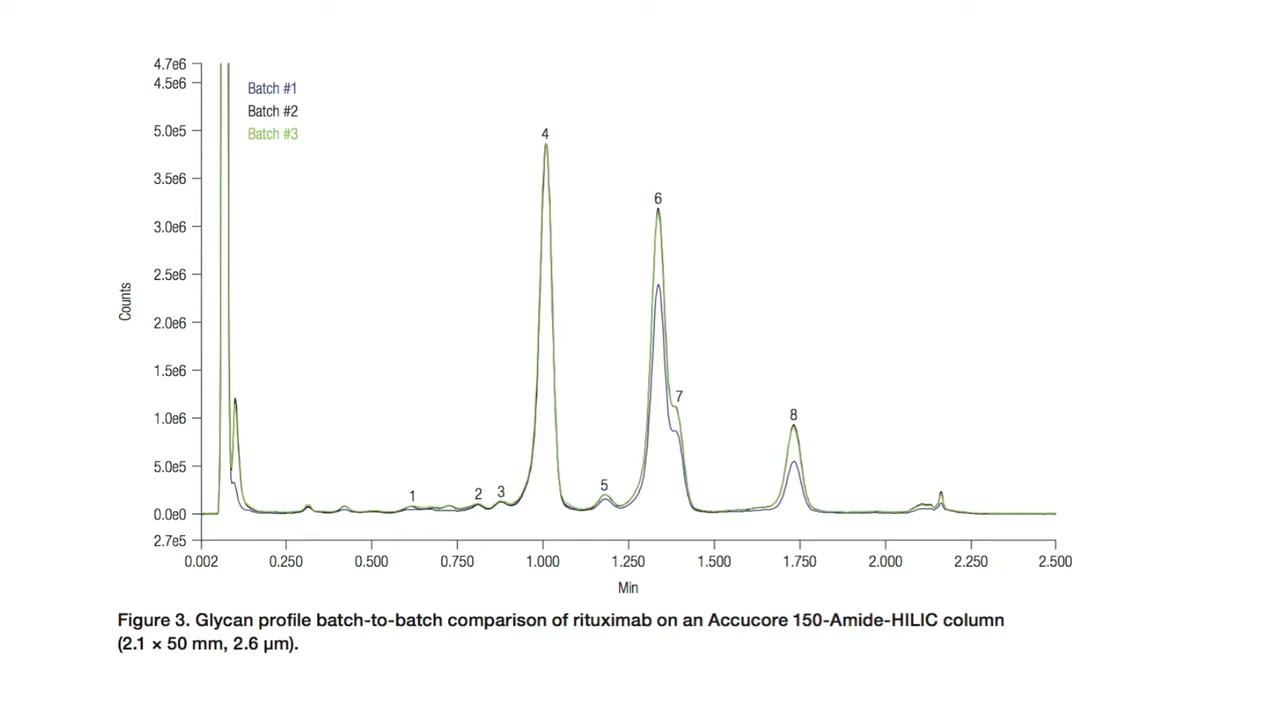 4.7e6
4.5e6
5.0e5
3.5e6
3.0e6
2.5e6
2.0e6
1.5e6
1.0e6
5.0e5
0.0e0
2.7e5
Counts
Batch #1
Batch #2
Batch #3
1
2
3
4
5
6
7
8
0.002 0.250 0.500 0.750 1.000 1.250 1.500 1.750 2.000 2.250 2.500
Min
Figure 3. Glycan profile batch-to-batch comparison of rituximab on an Accucore 150-Amide-HILIC column
(2.1 × 50 mm, 2.6 µm).